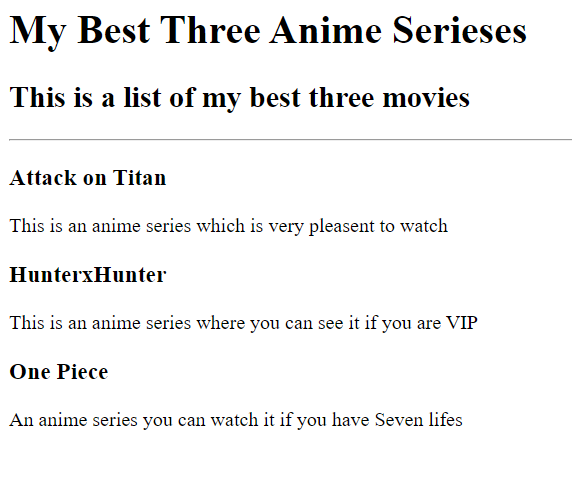 My Best Three Anime Serieses
This is a list of my best three movies
Attack on Titan
This is an anime series which is very pleasent to watch
HunterxHunter
This is an anime series where you can see it if you are VIP
One Piece
An anime series you can watch it if you have Seven lifes